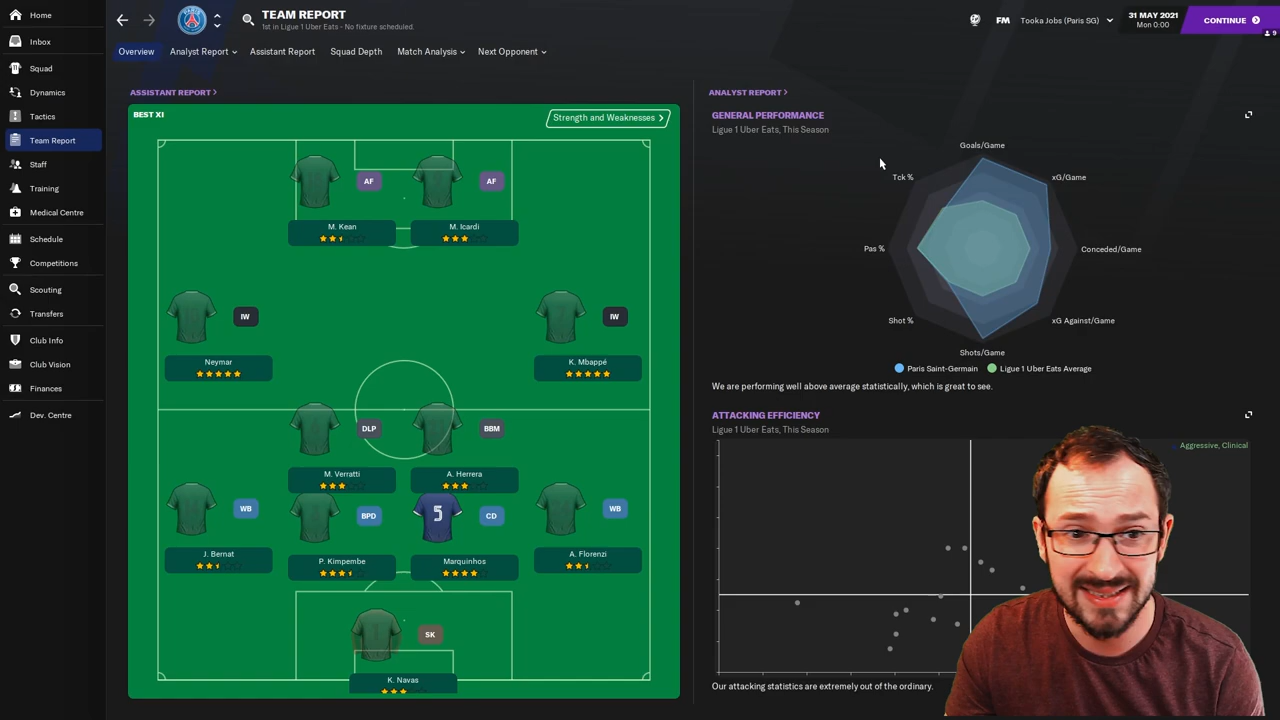 Home
Inbox
Squad
Dynamics
Tactics
Team Report
Staff
Training
Medical Centre
Schedule
Competitions
Scouting
Transfers
Club Info
Club Vision
Finances
Dev. Centre
TEAM REPORT
1st in Ligue 1 Uber Eats - No fixture scheduled.
FM
Tooka Jobs (Paris SG)
31 MAY 2021
Mon 0:00
CONTINUE
9
Overview
Analyst Report
Assistant Report
Squad Depth
Match Analysis
Next Opponent
ASSISTANT REPORT
BEST XI
Strength and Weaknesses
AF
AF
M. Kean
M. Icardi
IW
IW
Neymar
K. Mbappé
DLP
BBM
M. Verratti
A. Herrera
WB
BPD
5
CD
WB
J. Bernat
P. Kimpembe
Marquinhos
A. Florenzi
SK
K. Navas
ANALYST REPORT
GENERAL PERFORMANCE
Ligue 1 Uber Eats, This Season
Goals/Game
Tck %
xG/Game
Pas %
Conceded/Game
Shot %
xG Against/Game
Shots/Game
Paris Saint-Germain
Ligue 1 Uber Eats Average
We are performing well above average statistically, which is great to see.
ATTACKING EFFICIENCY
Ligue 1 Uber Eats, This Season
Aggressive, Clinical
Our attacking statistics are extremely out of the ordinary.